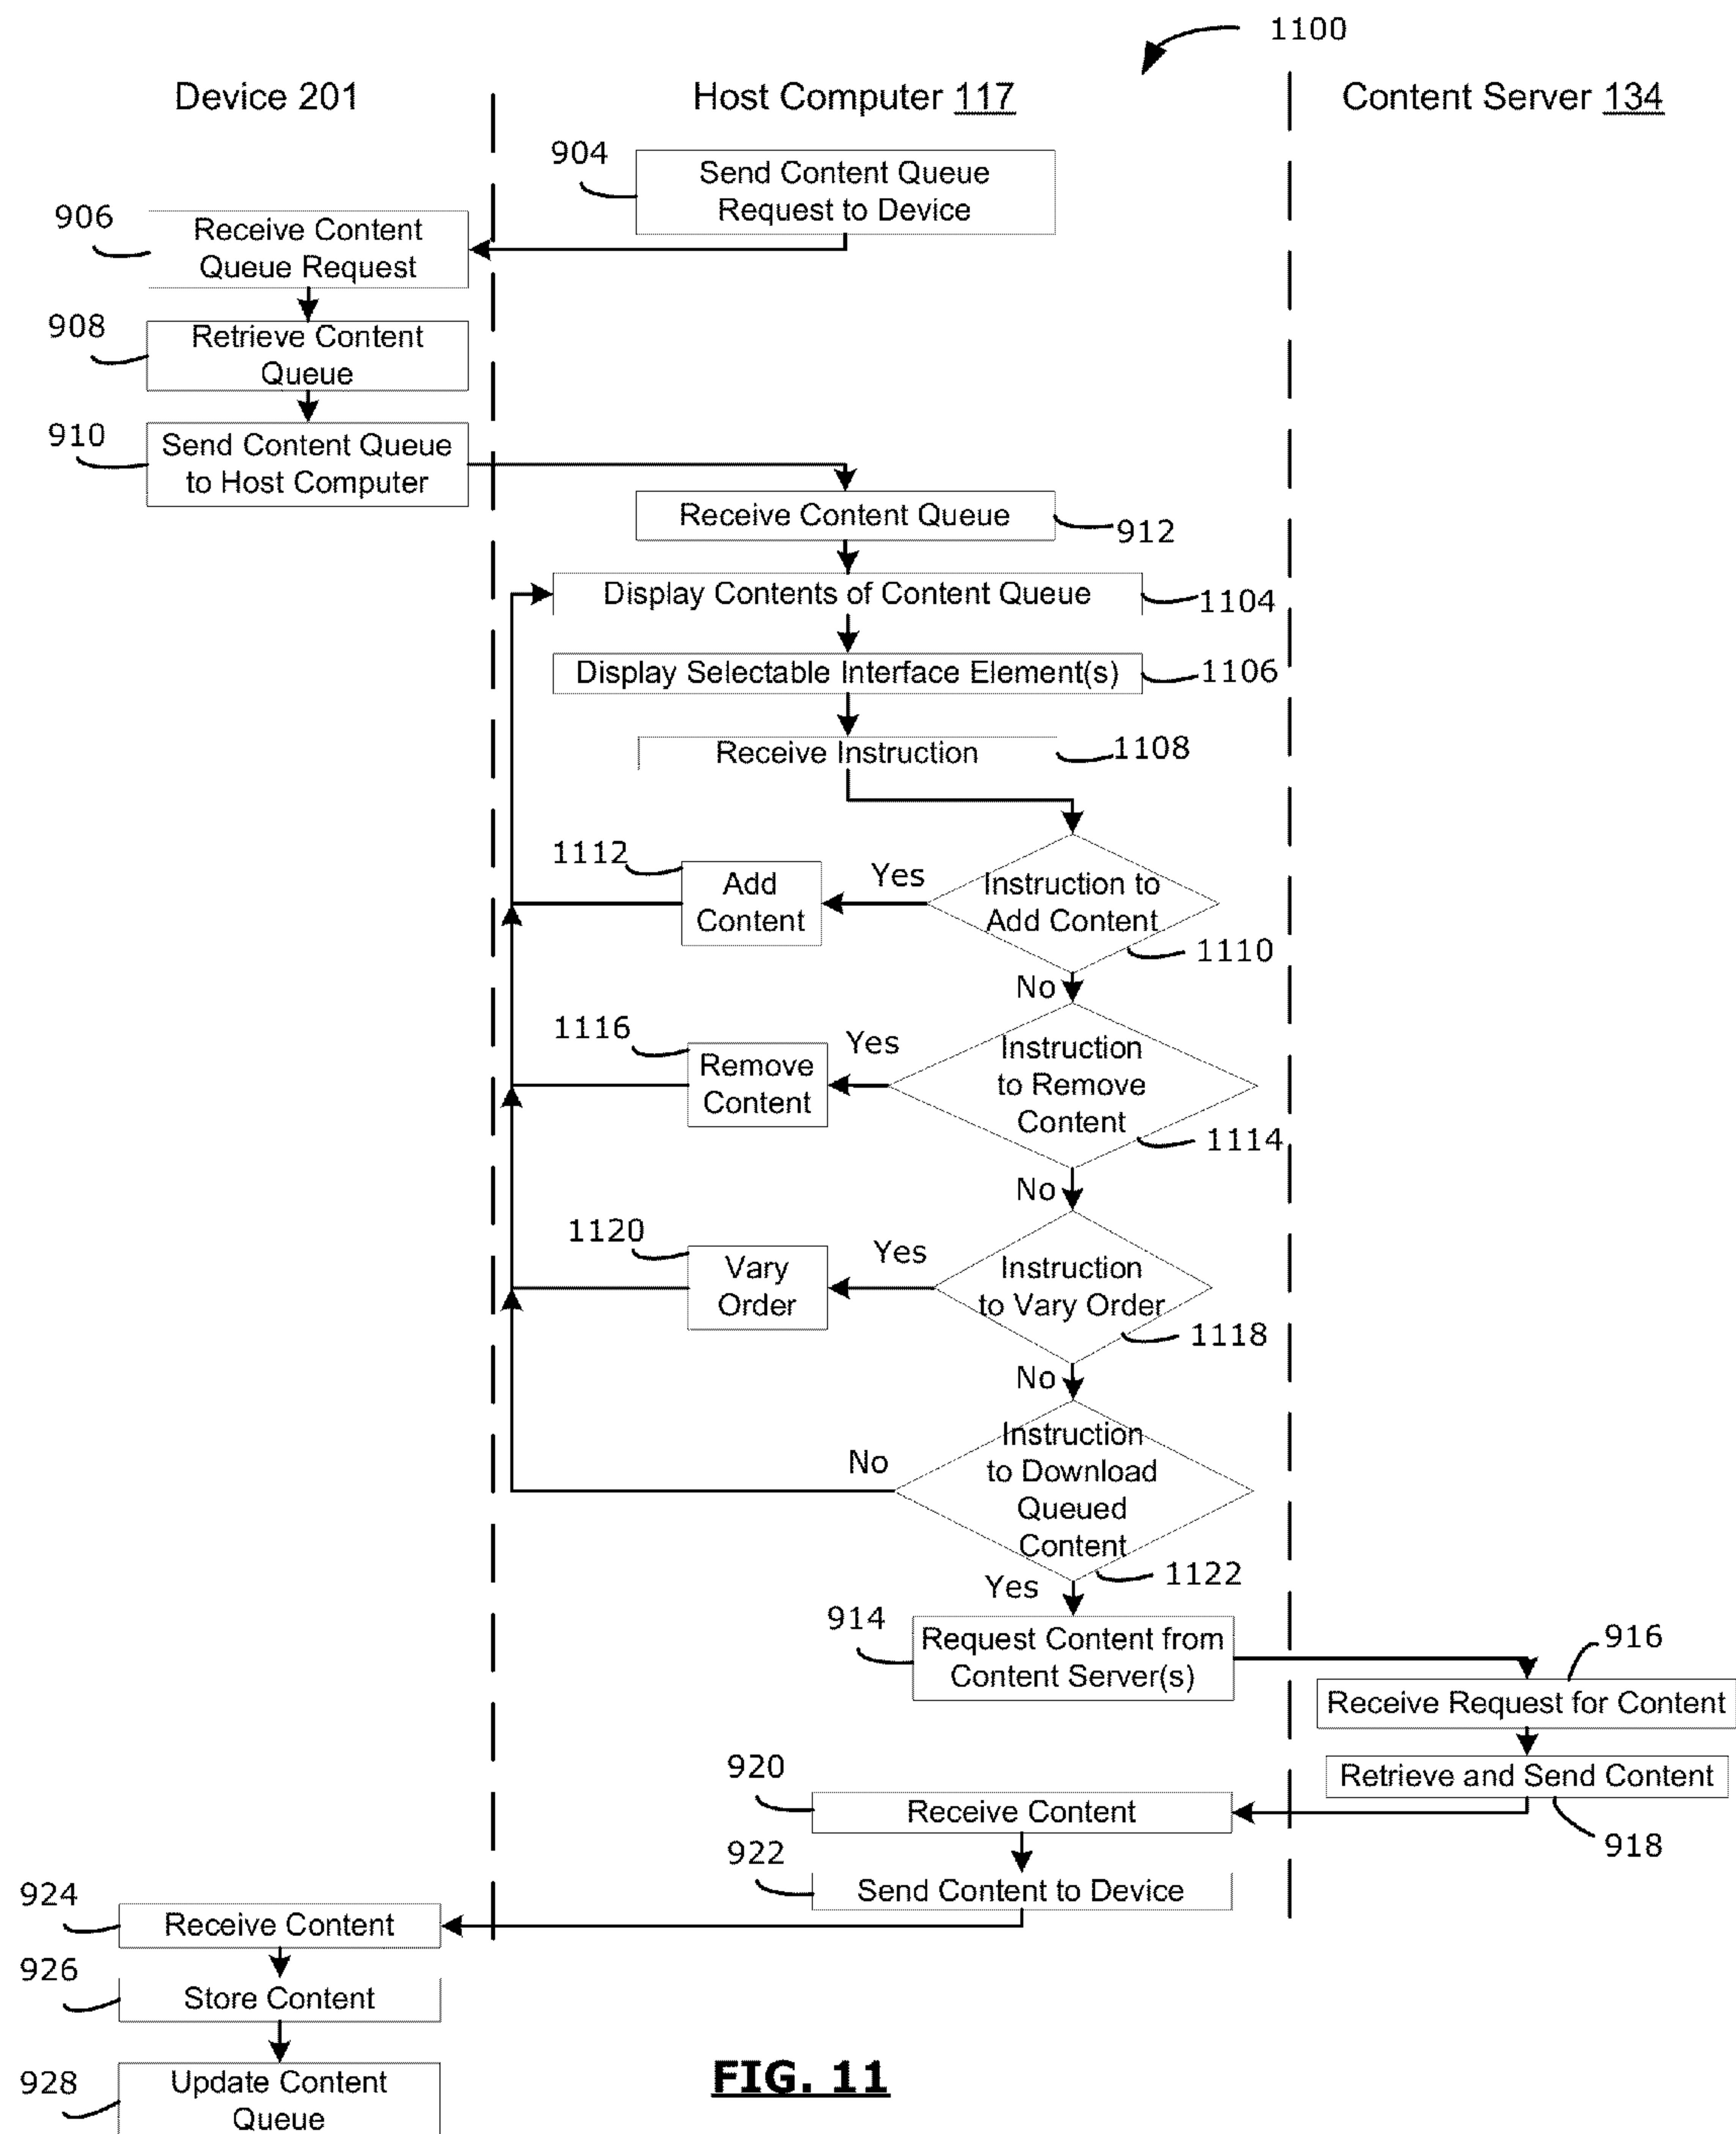 1100
Device 201
Host Computer 117
Content Server 134
904
Send Content Queue
Request to Device
906
Receive Content
Queue Request
908
Retrieve Content
Queue
910
Send Content Queue
to Host Computer
Receive Content Queue
912
Display Contents of Content Queue
1104
Display Selectable Interface Element(s)
1106
Receive Instruction
1108
1112
Add
Content
Yes
Instruction to
Add Content
1110
No
1116
Remove
Content
Yes
Instruction
to Remove
Content
1114
No
1120
Vary
Order
Yes
Instruction
to Vary Order
1118
No
No
Instruction
to Download
Queued
Content
1122
Yes
914
Request Content from
Content Server(s)
916
Receive Request for Content
Retrieve and Send Content
918
920
Receive Content
922
Send Content to Device
924
Receive Content
926
Store Content
928
Update Content
Queue
FIG. 11